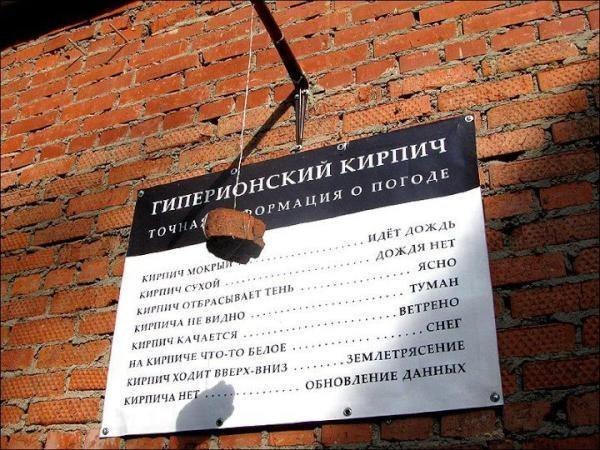 ГИПЕРИОНСКИЙ КИРПИЧ
ТОЧНАЯ ИНФОРМАЦИЯ О ПОГОДЕ
КИРПИЧ МОКРЫЙ .................... ИДЁТ ДОЖДЬ
КИРПИЧ СУХОЙ .................... ДОЖДЯ НЕТ
КИРПИЧ ОТБРАСЫВАЕТ ТЕНЬ .................... ЯСНО
КИРПИЧА НЕ ВИДНО .................... ТУМАН
КИРПИЧ КАЧАЕТСЯ .................... ВЕТРЕНО
НА КИРПИЧЕ ЧТО-ТО БЕЛОЕ .................... СНЕГ
КИРПИЧ ХОДИТ ВВЕРХ-ВНИЗ ........... ЗЕМЛЕТРЯСЕНИЕ
КИРПИЧА НЕТ .................... ОБНОВЛЕНИЕ ДАННЫХ